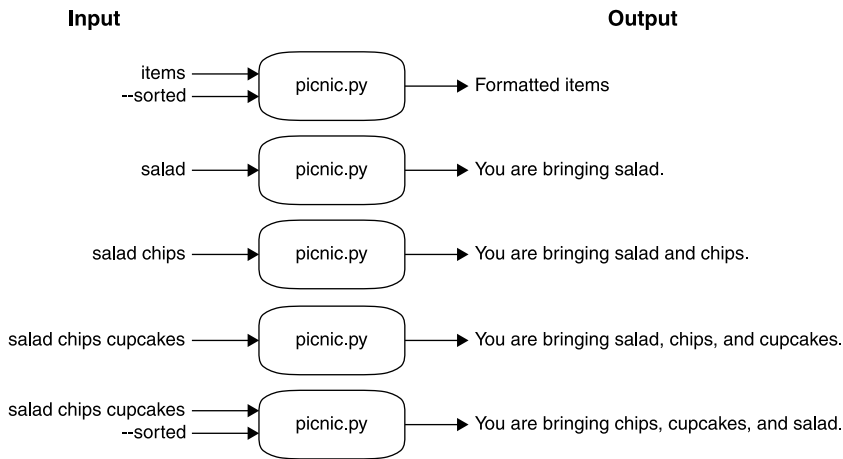 Input
Output
items
--sorted
picnic.py
Formatted items
salad
picnic.py
You are bringing salad.
salad chips
picnic.py
You are bringing salad and chips.
salad chips cupcakes
picnic.py
You are bringing salad, chips, and cupcakes.
salad chips cupcakes
--sorted
picnic.py
You are bringing chips, cupcakes, and salad.